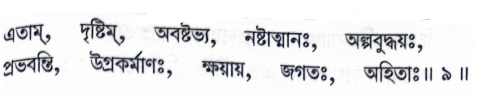 এতাম্, দৃষ্টিম্, অবষ্টভ্য, নষ্টাত্মানঃ, অল্পবুদ্ধয়ঃ,
প্রভবন্তি, উগ্রকর্মাণঃ, ক্ষয়ায়, জগতঃ, অহিতাঃ॥ ৯॥